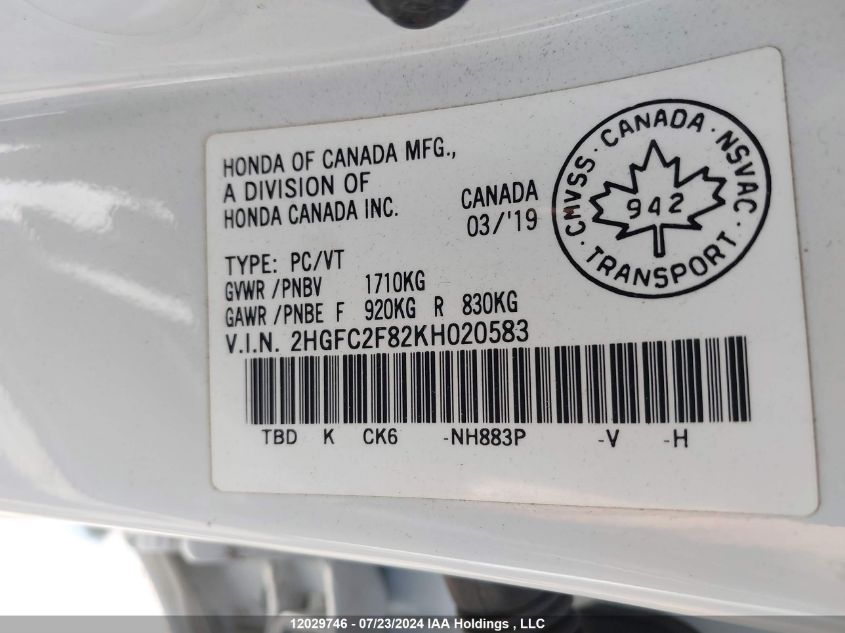 HONDA OF CANADA MFG.,
A DIVISION OF
HONDA CANADA INC.
CANADA
03/'19
CMVSS · CANADA · NSVAC
942
· TRANSPORT ·
TYPE: PC/VT
GVWR /PNBV 1710KG
GAWR /PNBE F 920KG R 830KG
V.I.N. 2HGFC2F82KH020583
TBD K CK6 -NH883P -V -H
12029746 - 07/23/2024 IAA Holdings , LLC